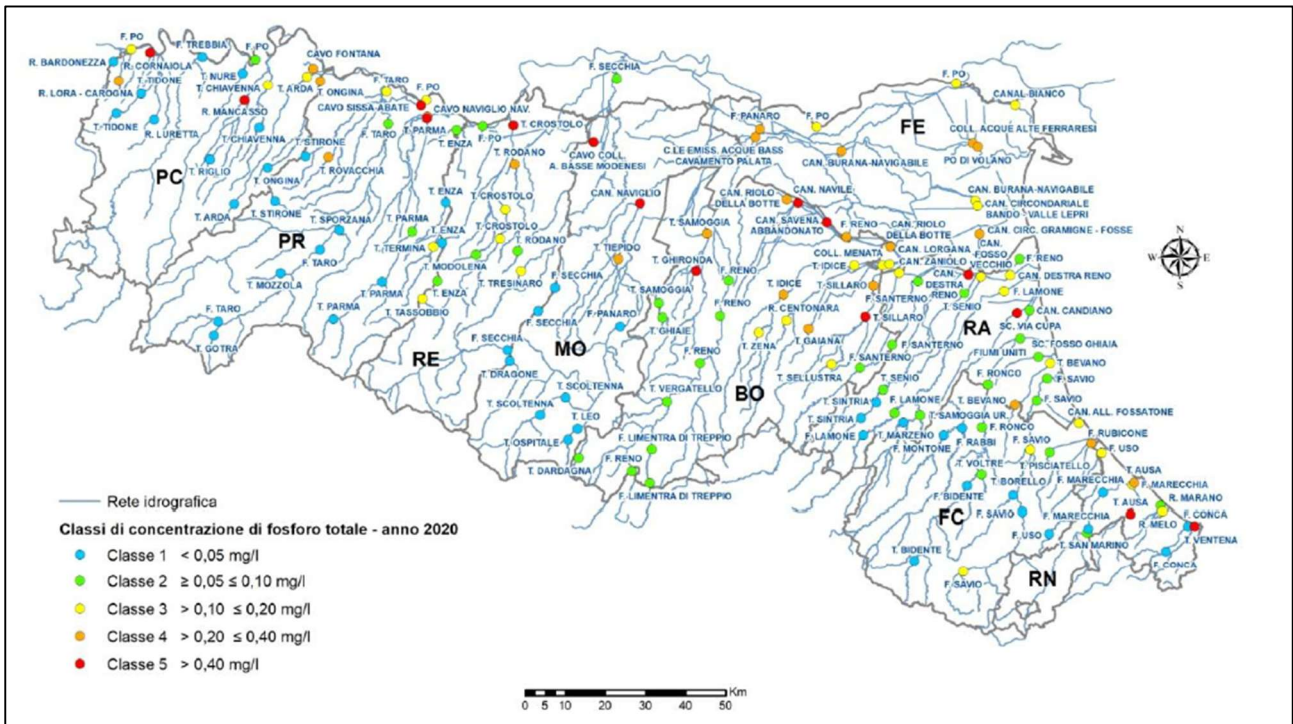 F. PO
F. TREBBIA
F. PO
CAVO FONTANA
R. BARDONEZZA
R. CORNAIOLA
T. NURE
T. TIDONE
T. CHIAVENNA
T. ARDA
T. ONGINA
F. TARO
F. PO
F. SECCHIA
F. PO
R. LORA - CAROGNA
R. MANCASSO
CAVO SISSA-ABATE
CAVO NAVIGLIO NAV.
CANAL BIANCO
T. TIDONE
R. LURETTA
T. CHIAVENNA
F. TARO
T. PARMA
T. ENZA
F. PO
T. CROSTOLO
F. PANARO
F. PO
FE
COLL. ACQUE ALTE FERRARESI
T. STIRONE
T. RODANO
CAVO COLL.
A. BASSE MODENESI
C.LE EMISS. ACQUE BASS
CAVAMENTO PALATA
CAN. BURANA-NAVIGABILE
PO DI VOLANO
PC
T. RIGLIO
T. ONGINA
T. ROVACCHIA
T. ENZA
T. CROSTOLO
CAN. NAVIGLIO
CAN. RIOLO
DELLA BOTTE
CAN. NAVILE
CAN. BURANA-NAVIGABILE
CAN. CIRCONDARIALE
BANDO - VALLE LEPRI
T. ARDA
T. STIRONE
T. SPORZANA
T. PARMA
T. CROSTOLO
T. SAMOGGIA
CAN. SAVENA
ABBANDONATO
F. RENO
CAN. RIOLO
DELLA BOTTE
CAN. CIRC. GRAMIGNE - FOSSE
PR
T. TERMINA
T. ENZA
T. RODANO
T. TIEPIDO
COLL. MENATA
CAN. LORGANA
CAN.
FOSSO
VECCHIO
F. RENO
F. TARO
T. MODOLENA
T. GHIRONDA
F. RENO
T. IDICE
CAN. ZANIOLO
CAN. DESTRA RENO
T. MOZZOLA
T. PARMA
T. ENZA
T. TRESINARO
F. SECCHIA
T. SAMOGGIA
T. IDICE
T. SILLARO
CAN.
DESTRA
RENO
F. LAMONE
T. PARMA
T. TASSOBBIO
F. RENO
R. CENTONARA
F. SANTERNO
T. SENIO
CAN. CANDIANO
F. TARO
F. SECCHIA
F. PANARO
T. GHIAIE
T. ZENA
T. GAIANA
T. SILLARO
RA
SC. VIA CUPA
T. GOTRA
RE
F. SECCHIA
MO
F. RENO
F. SANTERNO
SC. FOSSO GHIAIA
FIUMI UNITI
T. DRAGONE
T. SELLUSTRA
F. SANTERNO
F. RONCO
T. BEVANO
T. SCOLTENNA
T. VERGATELLO
BO
T. SENIO
F. SAVIO
T. SCOLTENNA
T. LEO
T. SINTRIA
F. LAMONE
T. BEVANO
F. SAVIO
T. SINTRIA
T. SAMOGGIA UR.
CAN. ALL. FOSSATONE
T. OSPITALE
F. LIMENTRA DI TREPPIO
F. LAMONE
T. MARZENO
F. RONCO
F. RUBICONE
T. DARDAGNA
F. RENO
F. MONTONE
F. RABBI
F. SAVIO
F. USO
F. LIMENTRA DI TREPPIO
T. VOLTRE
T. PISCIATELLO
T. AUSA
F. BIDENTE
T. BORELLO
F. MARECCHIA
F. MARECCHIA
R. MARANO
FC
F. SAVIO
F. MARECCHIA
T. AUSA
F. CONCA
F. USO
R. MELO
T. VENTENA
T. BIDENTE
T. SAN MARINO
F. SAVIO
RN
F. CONCA
N
W
E
S
Rete idrografica
Classi di concentrazione di fosforo totale - anno 2020
Classe 1 < 0,05 mg/l
Classe 2 ≥ 0,05 ≤ 0,10 mg/l
Classe 3 > 0,10 ≤ 0,20 mg/l
Classe 4 > 0,20 ≤ 0,40 mg/l
Classe 5 > 0,40 mg/l
0 5 10 20 30 40 50 Km